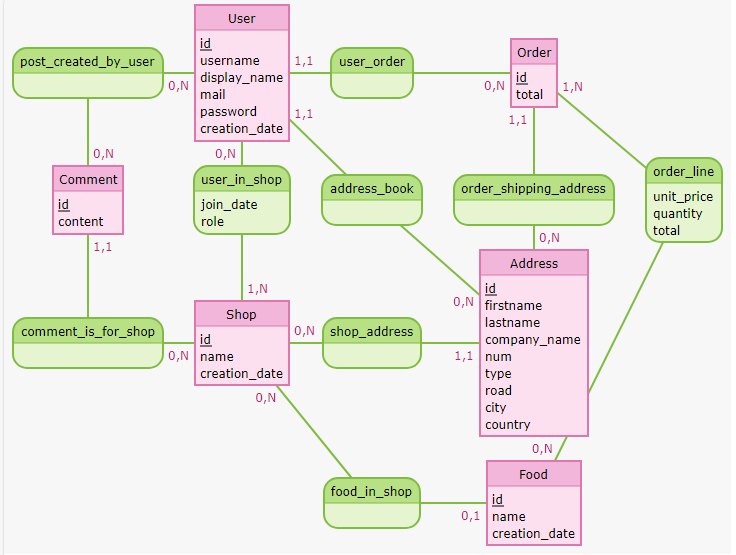 User
id
username
display_name
mail
password
creation_date
post_created_by_user
0,N
1,1
user_order
0,N
Order
id
total
1,N
1,1
1,1
0,N
0,N
Comment
id
content
1,1
user_in_shop
join_date
role
address_book
order_shipping_address
order_line
unit_price
quantity
total
0,N
Address
id
firstname
lastname
company_name
num
type
road
city
country
0,N
1,N
Shop
id
name
creation_date
comment_is_for_shop
0,N
0,N
shop_address
1,1
0,N
0,N
food_in_shop
0,1
Food
id
name
creation_date